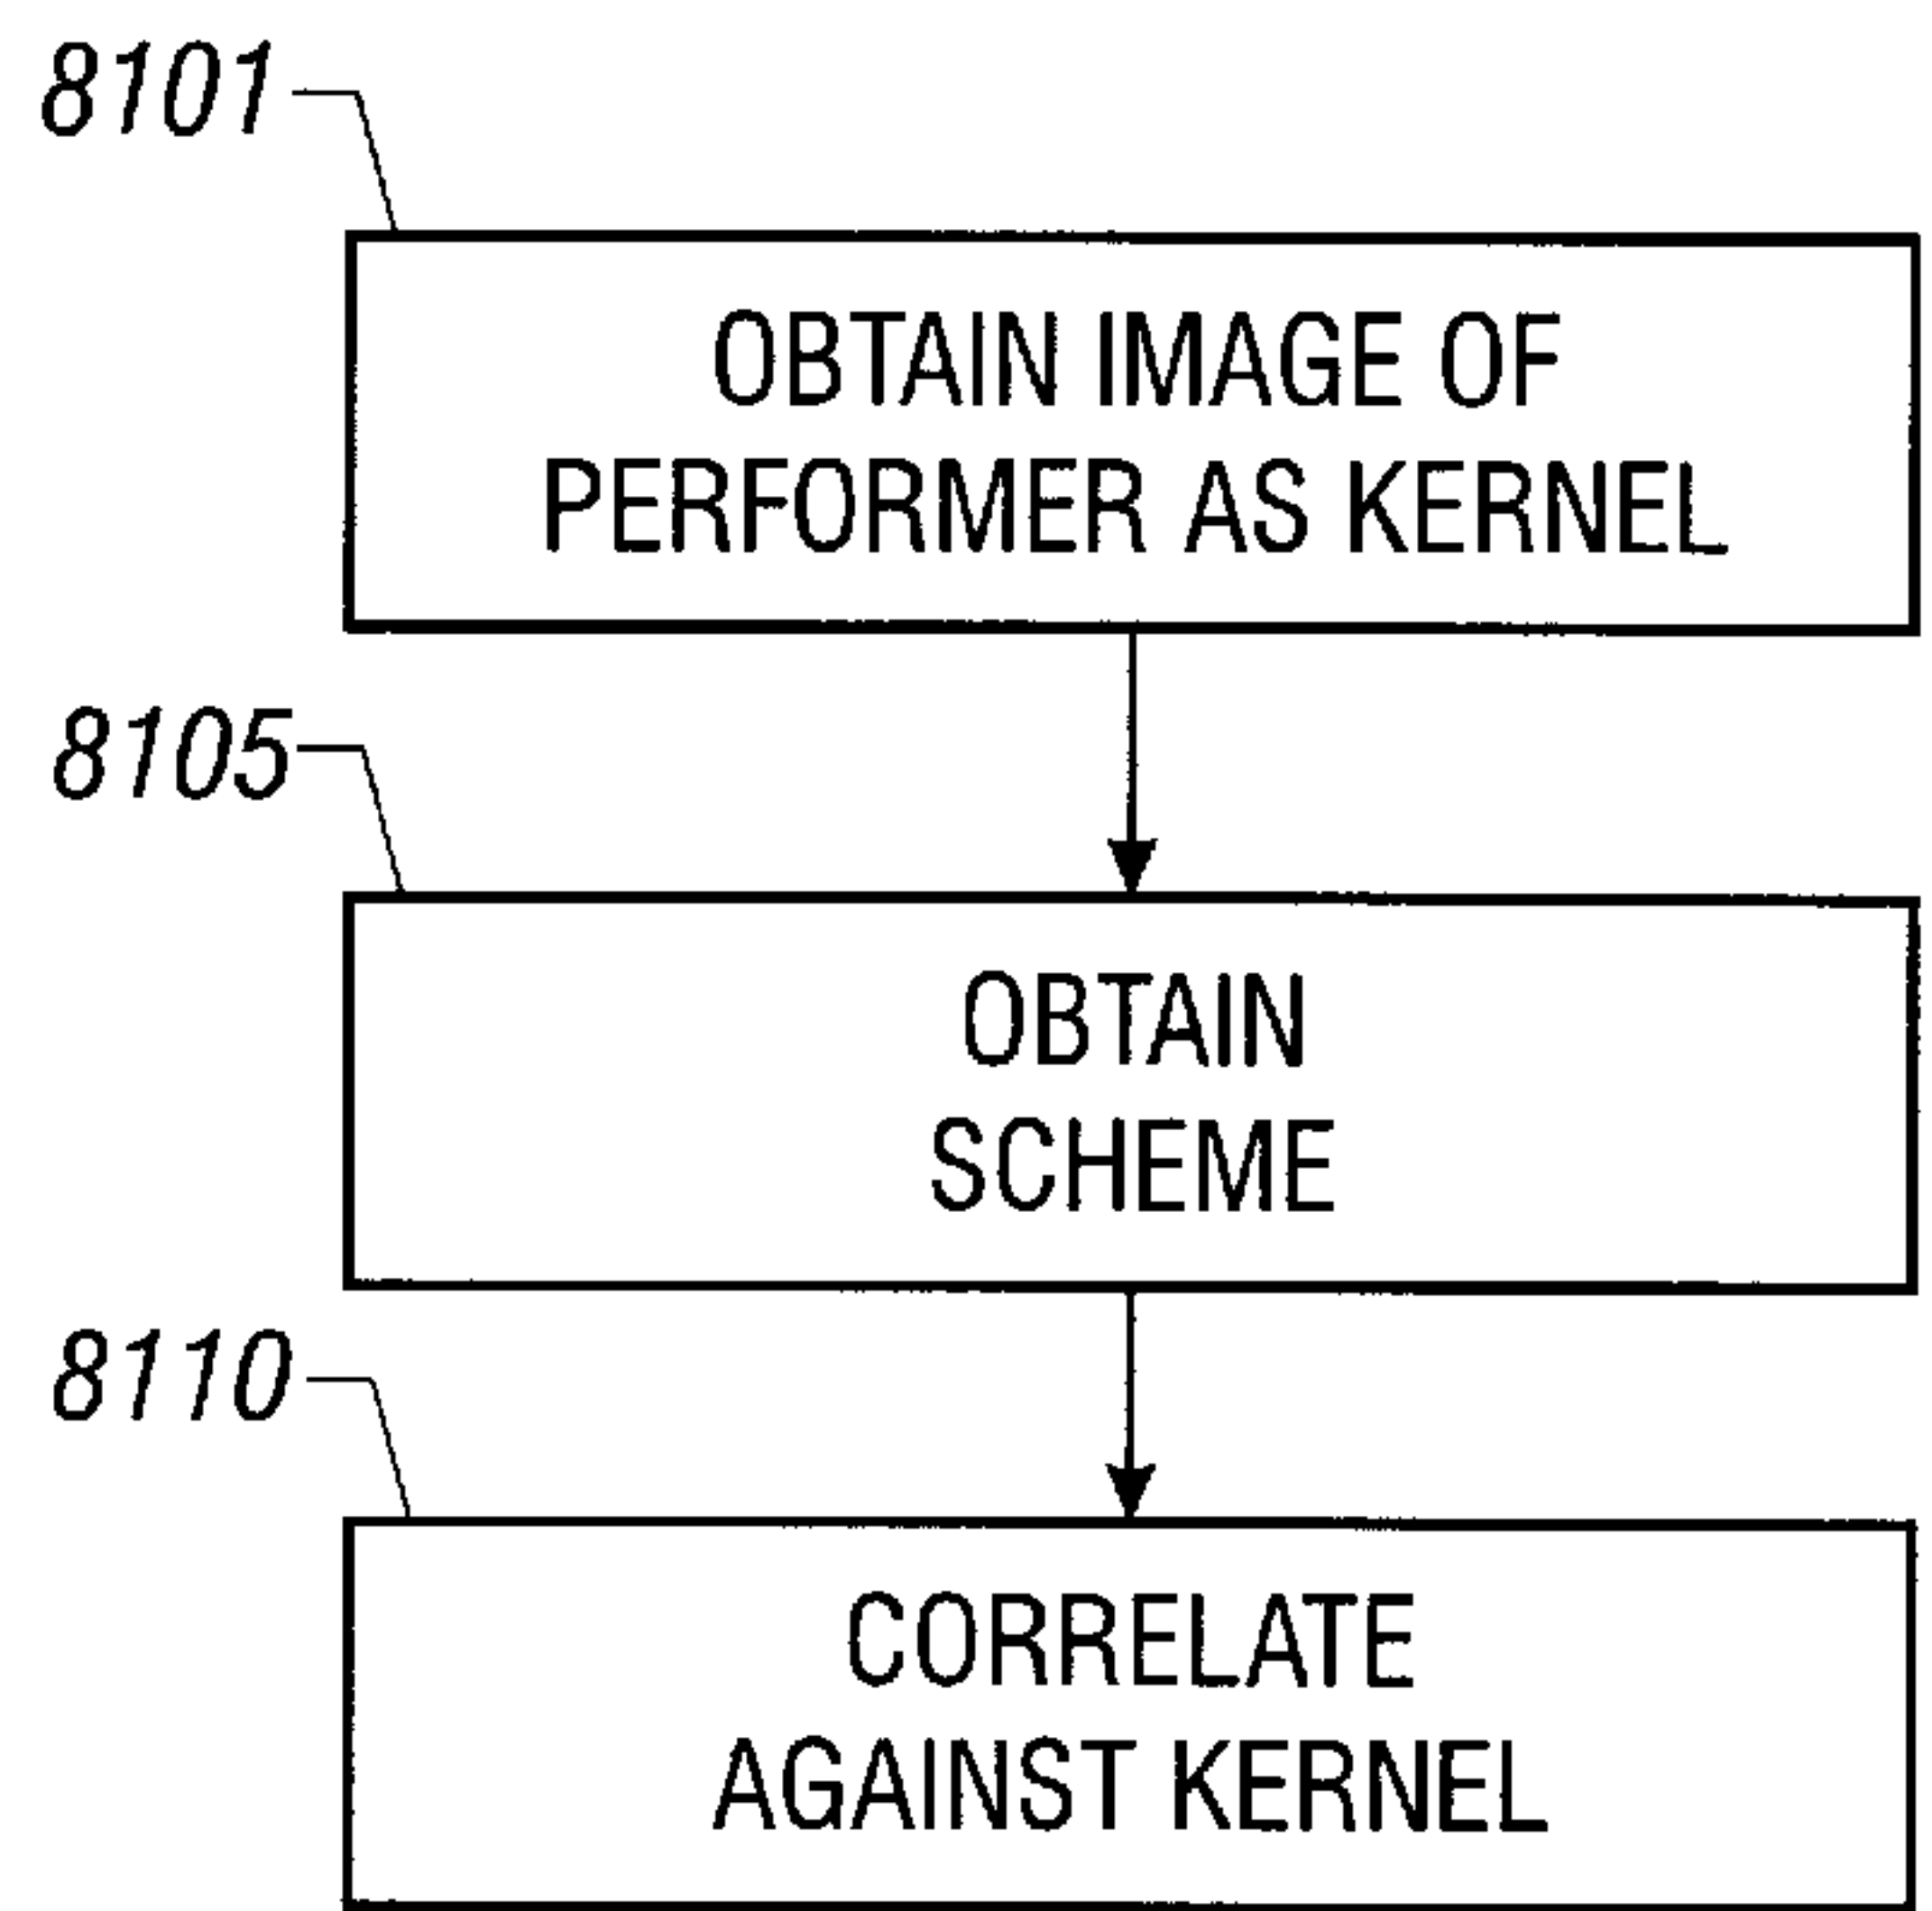 8101
OBTAIN IMAGE OF
PERFORMER AS KERNEL
8105
OBTAIN
SCHEME
8110
CORRELATE
AGAINST KERNEL